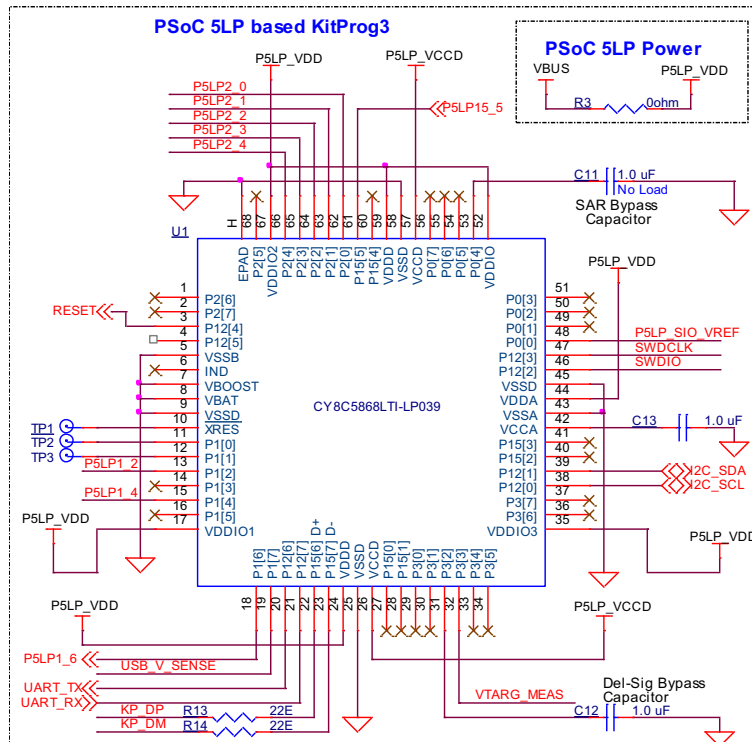 PSoC 5LP based KitProg3
PSoC 5LP Power
P5LP_VDD
P5LP_VCCD
VBUS
P5LP_VDD
R3
0ohm
P5LP2_0
P5LP2_1
P5LP2_2
P5LP2_3
P5LP2_4
P5LP15_5
C11
1.0 uF
No Load
SAR Bypass
Capacitor
U1
H
68
67
66
65
64
63
62
61
60
59
58
57
56
55
54
53
52
EPAD
P2[5]
VDDIO2
P2[4]
P2[3]
P2[2]
P2[1]
P2[0]
P15[5]
P15[4]
VDDD
VSSD
VCCD
P0[7]
P0[6]
P0[5]
P0[4]
VDDIO
RESET
1 P2[6]
2 P2[7]
3 P12[4]
4 P12[5]
5 VSSB
6 IND
7 VBOOST
8 VBAT
9 VSSD
10 XRES
11 P1[0]
12 P1[1]
13 P1[2]
14 P1[3]
15 P1[4]
16 P1[5]
17 VDDIO1
TP1
TP2
TP3
P5LP1_2
P5LP1_4
P5LP_VDD
CY8C5868LTI-LP039
P0[3] 51
P0[2] 50
P0[1] 49
P0[0] 48
P12[3] 47
P12[2] 46
VSSD 45
VDDA 44
VSSA 43
VCCA 42
P15[3] 41
P15[2] 40
P12[1] 39
P12[0] 38
P3[7] 37
P3[6] 36
VDDIO3 35
P5LP_VDD
P5LP_SIO_VREF
SWDCLK
SWDIO
C13
1.0 uF
I2C_SDA
I2C_SCL
P5LP_VDD
P1[6]
P1[7]
P12[6]
P12[7]
P15[6] D+
P15[7] D-
VDDD
VSSD
VCCD
P15[0]
P15[1]
P3[0]
P3[1]
P3[2]
P3[3]
P3[4]
P3[5]
18
19
20
21
22
23
24
25
26
27
28
29
30
31
32
33
34
P5LP_VDD
P5LP_VCCD
P5LP1_6
USB_V_SENSE
UART_TX
UART_RX
KP_DP
R13
22E
KP_DM
R14
22E
VTARG_MEAS
Del-Sig Bypass
Capacitor
C12
1.0 uF